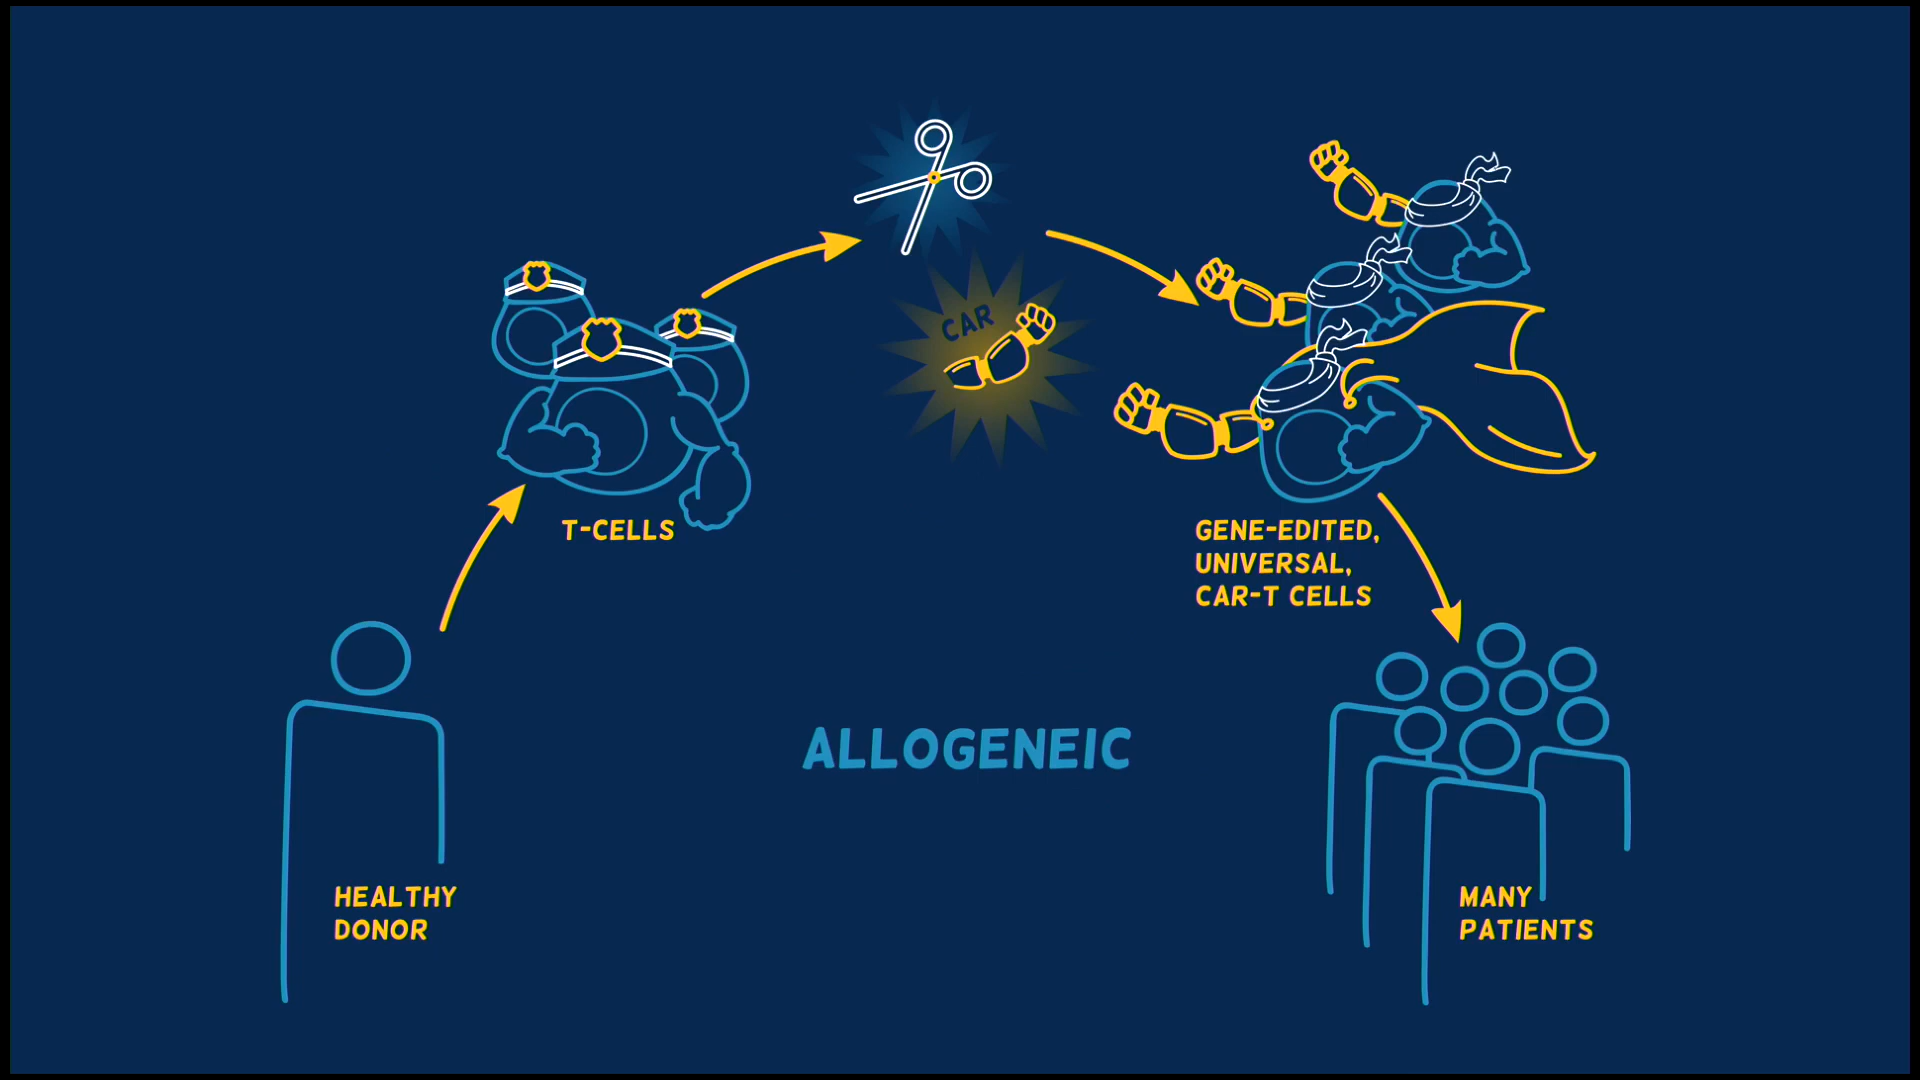 CAR
T-CELLS
GENE-EDITED,
UNIVERSAL,
CAR-T CELLS
ALLOGENEIC
HEALTHY
DONOR
MANY
PATIENTS